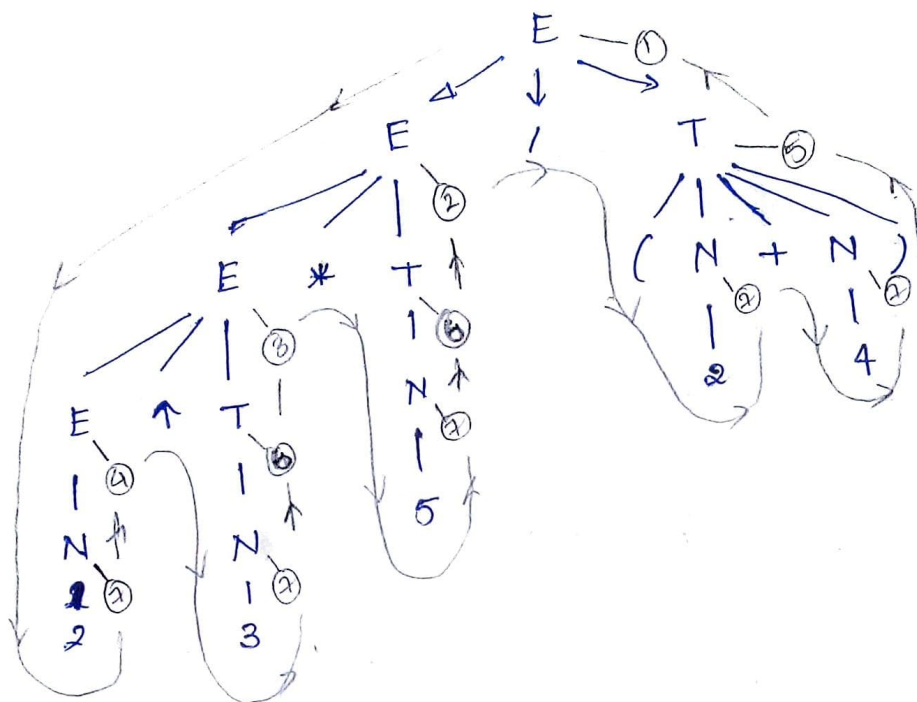 E ①
E / T ⑤
②
E * T ( N + N )
⑦ ⑦
③ ⑥ 2 4
E ↑ T N
④ ⑥ ⑦
N N 5
⑦ ⑦
2 3